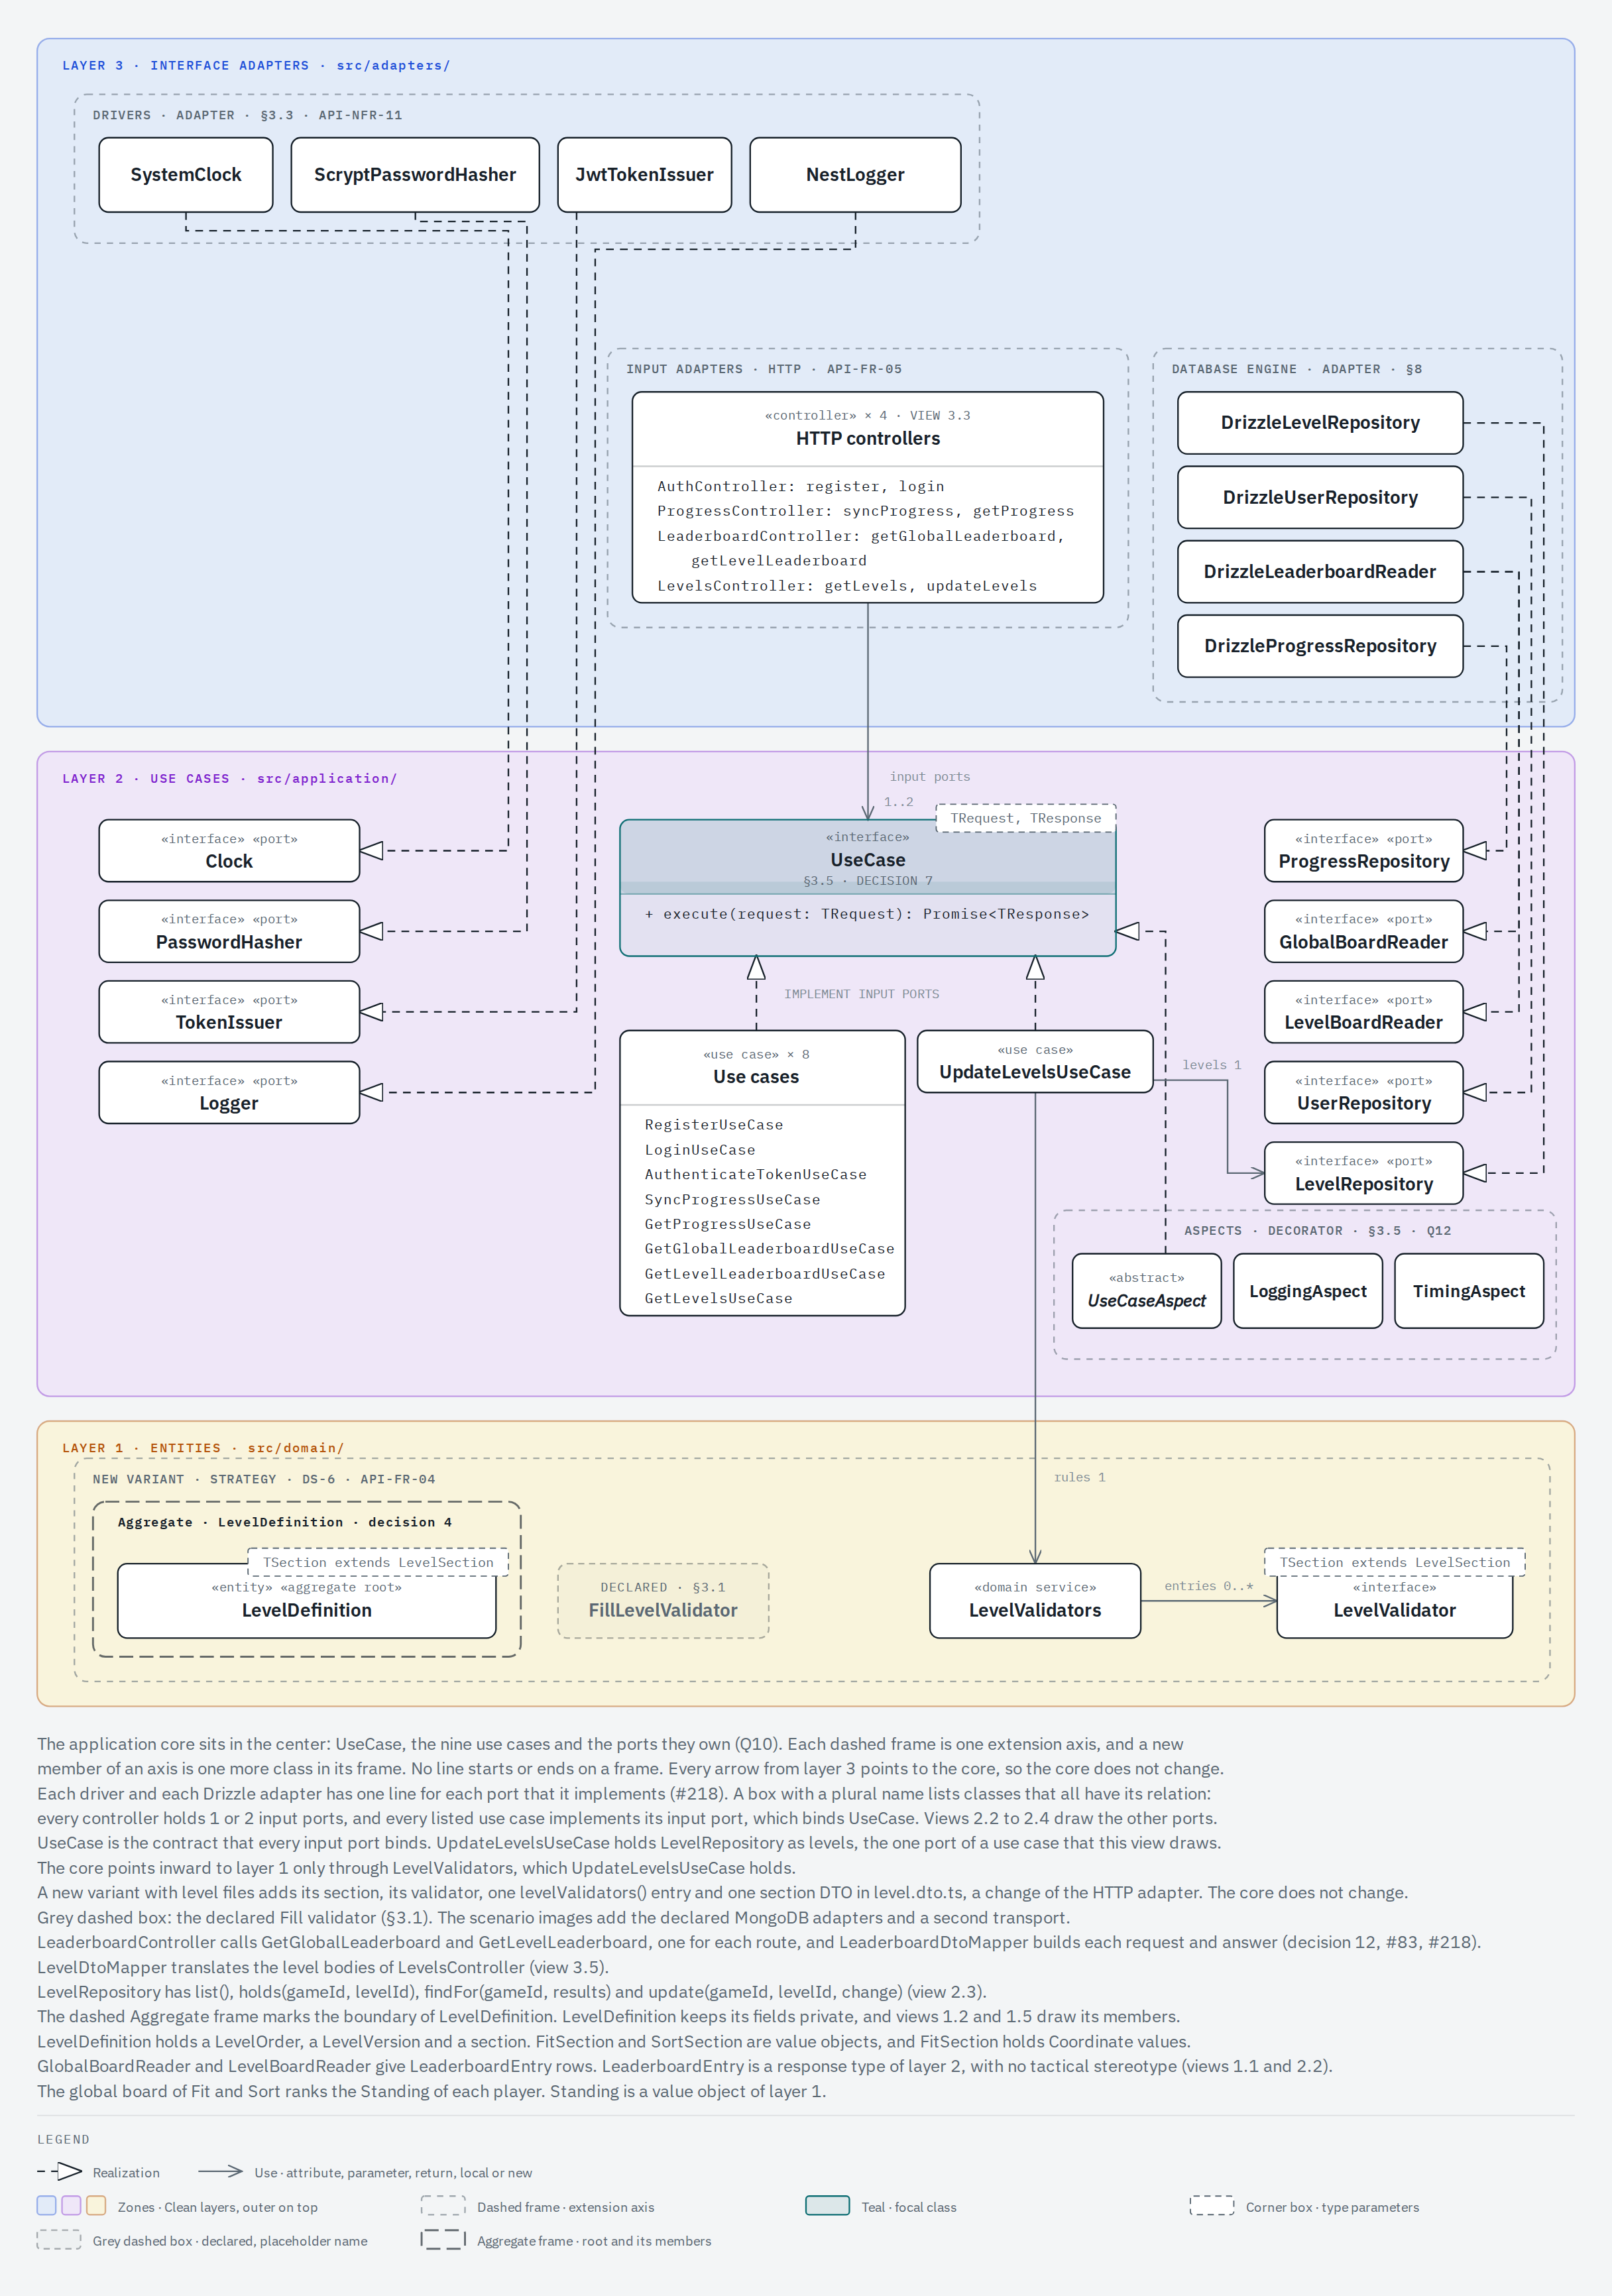 LAYER 3 · INTERFACE ADAPTERS · src/adapters/
DRIVERS · ADAPTER · §3.3 · API-NFR-11
SystemClock
ScryptPasswordHasher
JwtTokenIssuer
NestLogger
INPUT ADAPTERS · HTTP · API-FR-05
«controller» × 4 · VIEW 3.3
HTTP controllers
AuthController: register, login
ProgressController: syncProgress, getProgress
LeaderboardController: getGlobalLeaderboard,
getLevelLeaderboard
LevelsController: getLevels, updateLevels
DATABASE ENGINE · ADAPTER · §8
DrizzleLevelRepository
DrizzleUserRepository
DrizzleLeaderboardReader
DrizzleProgressRepository
LAYER 2 · USE CASES · src/application/
input ports
1..2
TRequest, TResponse
«interface»
UseCase
§3.5 · DECISION 7
+ execute(request: TRequest): Promise<TResponse>
«interface» «port»
Clock
«interface» «port»
PasswordHasher
«interface» «port»
TokenIssuer
«interface» «port»
Logger
IMPLEMENT INPUT PORTS
«use case» × 8
Use cases
RegisterUseCase
LoginUseCase
AuthenticateTokenUseCase
SyncProgressUseCase
GetProgressUseCase
GetGlobalLeaderboardUseCase
GetLevelLeaderboardUseCase
GetLevelsUseCase
«use case»
UpdateLevelsUseCase
levels 1
«interface» «port»
ProgressRepository
«interface» «port»
GlobalBoardReader
«interface» «port»
LevelBoardReader
«interface» «port»
UserRepository
«interface» «port»
LevelRepository
ASPECTS · DECORATOR · §3.5 · Q12
«abstract»
UseCaseAspect
LoggingAspect
TimingAspect
LAYER 1 · ENTITIES · src/domain/
NEW VARIANT · STRATEGY · DS-6 · API-FR-04
rules 1
Aggregate · LevelDefinition · decision 4
TSection extends LevelSection
«entity» «aggregate root»
LevelDefinition
DECLARED · §3.1
FillLevelValidator
«domain service»
LevelValidators
entries 0..*
TSection extends LevelSection
«interface»
LevelValidator
The application core sits in the center: UseCase, the nine use cases and the ports they own (Q10). Each dashed frame is one extension axis, and a new
member of an axis is one more class in its frame. No line starts or ends on a frame. Every arrow from layer 3 points to the core, so the core does not change.
Each driver and each Drizzle adapter has one line for each port that it implements (#218). A box with a plural name lists classes that all have its relation:
every controller holds 1 or 2 input ports, and every listed use case implements its input port, which binds UseCase. Views 2.2 to 2.4 draw the other ports.
UseCase is the contract that every input port binds. UpdateLevelsUseCase holds LevelRepository as levels, the one port of a use case that this view draws.
The core points inward to layer 1 only through LevelValidators, which UpdateLevelsUseCase holds.
A new variant with level files adds its section, its validator, one levelValidators() entry and one section DTO in level.dto.ts, a change of the HTTP adapter. The core does not change.
Grey dashed box: the declared Fill validator (§3.1). The scenario images add the declared MongoDB adapters and a second transport.
LeaderboardController calls GetGlobalLeaderboard and GetLevelLeaderboard, one for each route, and LeaderboardDtoMapper builds each request and answer (decision 12, #83, #218).
LevelDtoMapper translates the level bodies of LevelsController (view 3.5).
LevelRepository has list(), holds(gameId, levelId), findFor(gameId, results) and update(gameId, levelId, change) (view 2.3).
The dashed Aggregate frame marks the boundary of LevelDefinition. LevelDefinition keeps its fields private, and views 1.2 and 1.5 draw its members.
LevelDefinition holds a LevelOrder, a LevelVersion and a section. FitSection and SortSection are value objects, and FitSection holds Coordinate values.
GlobalBoardReader and LevelBoardReader give LeaderboardEntry rows. LeaderboardEntry is a response type of layer 2, with no tactical stereotype (views 1.1 and 2.2).
The global board of Fit and Sort ranks the Standing of each player. Standing is a value object of layer 1.
LEGEND
Realization
Use · attribute, parameter, return, local or new
Zones · Clean layers, outer on top
Dashed frame · extension axis
Teal · focal class
Corner box · type parameters
Grey dashed box · declared, placeholder name
Aggregate frame · root and its members